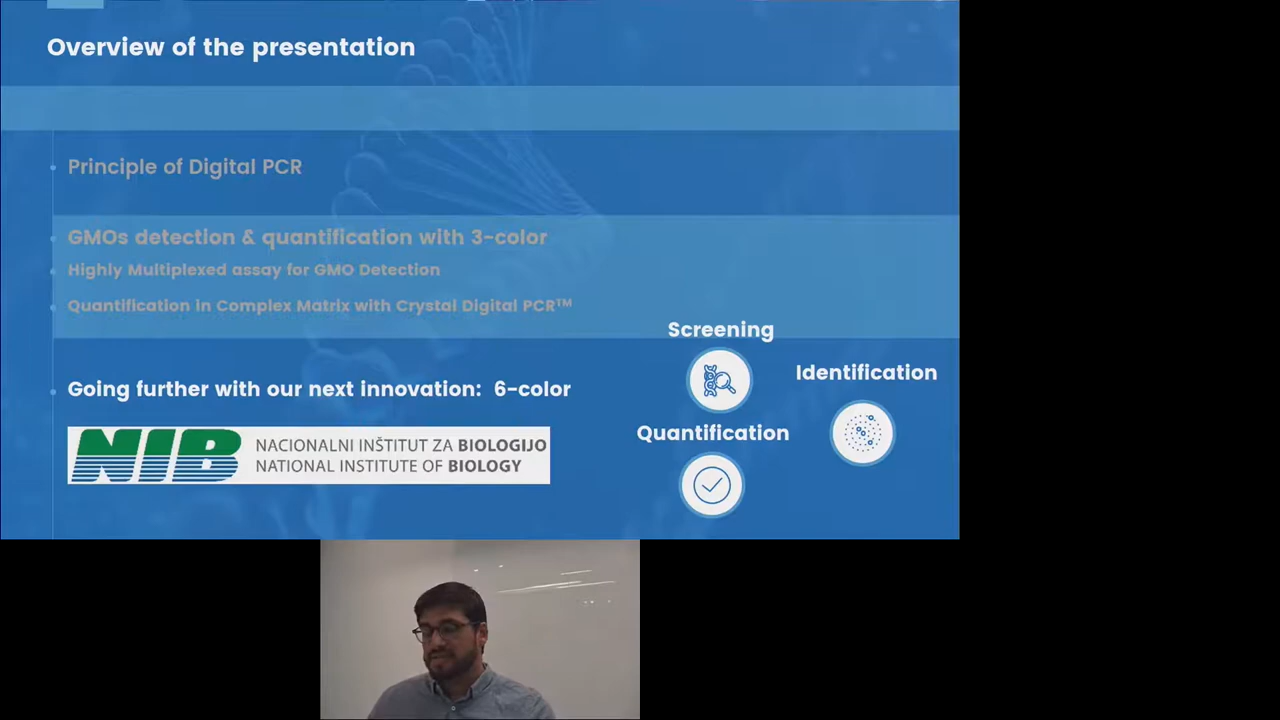 Overview of the presentation
Principle of Digital PCR
GMOs detection & quantification with 3-color
Highly Multiplexed assay for GMO Detection
Quantification in Complex Matrix with Crystal Digital PCR™
Going further with our next innovation: 6-color
NIB
NACIONALNI INŠTITUT ZA BIOLOGIJO
NATIONAL INSTITUTE OF BIOLOGY
Screening
Identification
Quantification